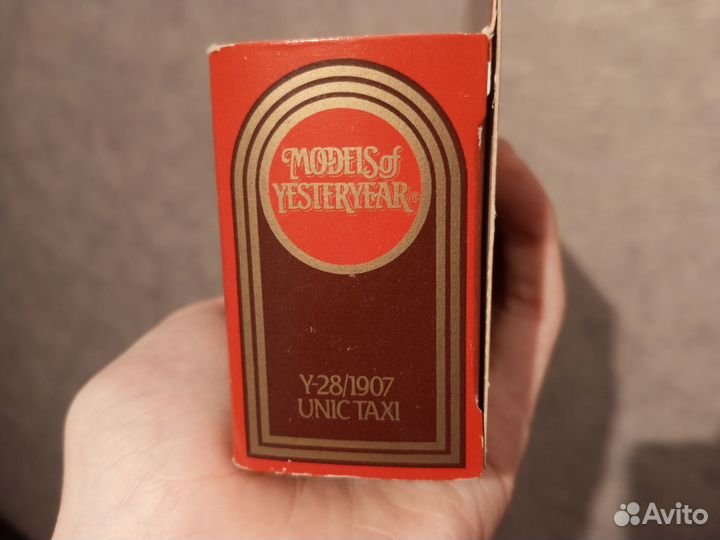 MODELS of
YESTERYEAR®
Y-28/1907
UNIC TAXI
Avito